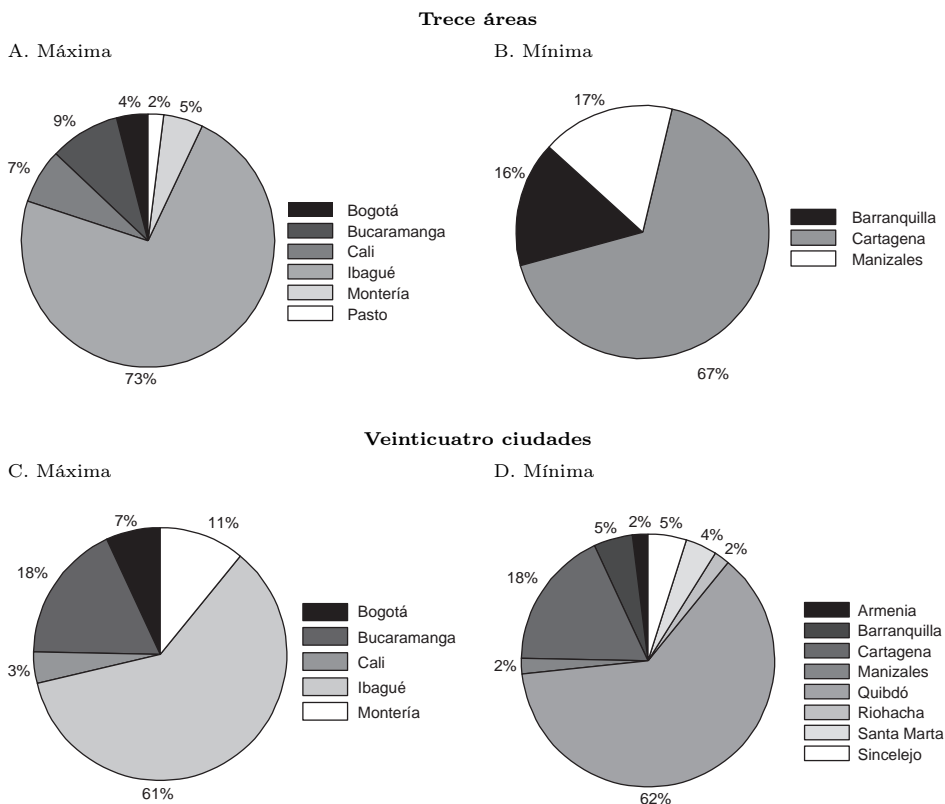 Trece áreas
A. Máxima
4% 2% 5%
9%
7%
73%
Bogotá
Bucaramanga
Cali
Ibagué
Montería
Pasto
B. Mínima
17%
16%
67%
Barranquilla
Cartagena
Manizales
Veinticuatro ciudades
C. Máxima
7% 11%
18%
3%
61%
Bogotá
Bucaramanga
Cali
Ibagué
Montería
D. Mínima
5% 2% 5% 4% 2%
18%
2%
62%
Armenia
Barranquilla
Cartagena
Manizales
Quibdó
Riohacha
Santa Marta
Sincelejo